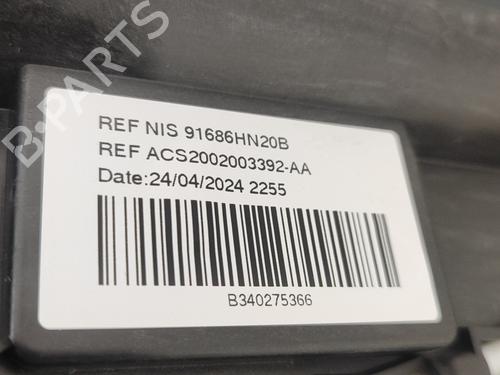 REF NIS 91686HN20B
REF ACS2002003392-AA
Date:24/04/2024 2255
B340275366
B-PARTS